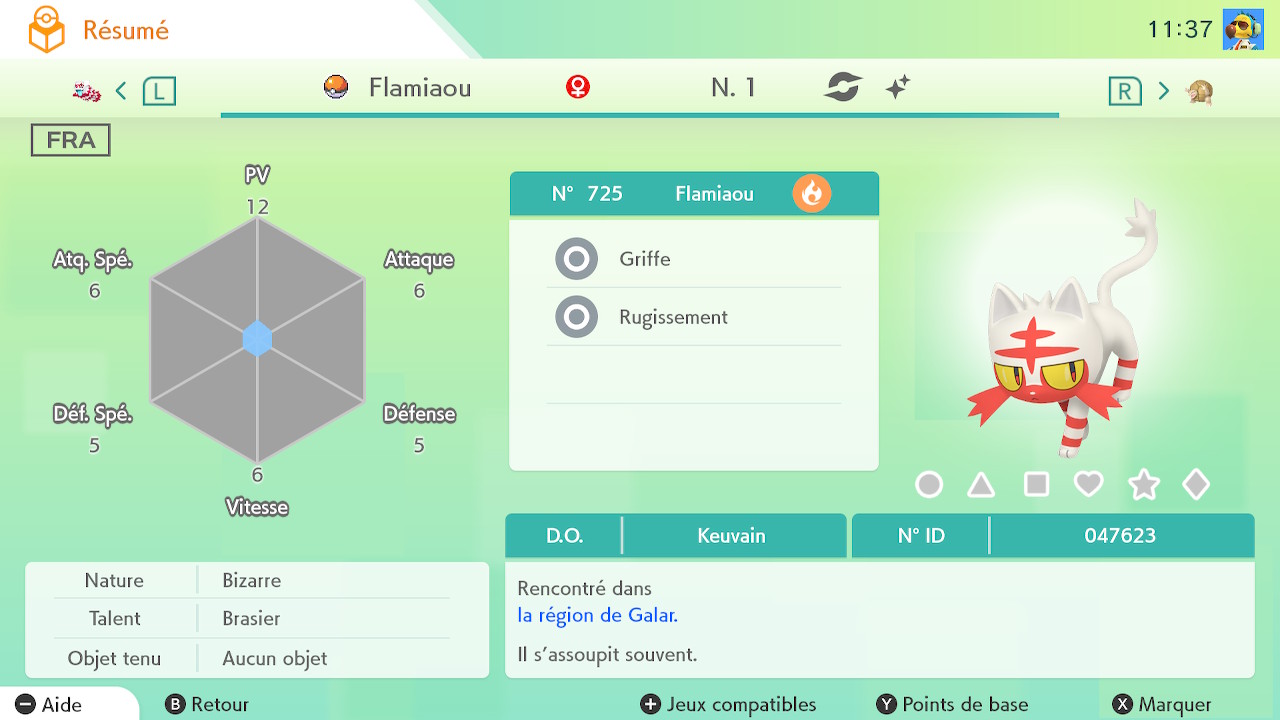 Résumé
11:37
L
Flamiaou
N. 1
R
FRA
PV
12
Atq. Spé.
6
Attaque
6
Déf. Spé.
5
Défense
5
6
Vitesse
N° 725 Flamiaou
Griffe
Rugissement
D.O. Keuvain
N° ID 047623
Rencontré dans
la région de Galar.
Il s'assoupit souvent.
Nature Bizarre
Talent Brasier
Objet tenu Aucun objet
Aide
B Retour
Jeux compatibles
Y Points de base
X Marquer